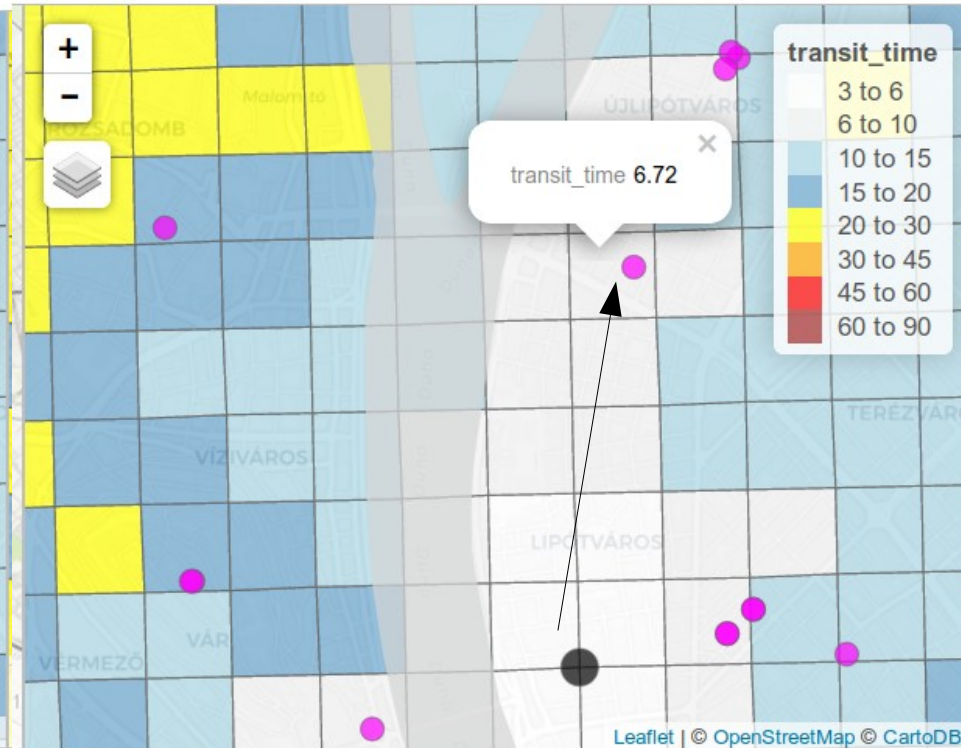 +
−
Malom-tó
RÓZSADOMB
ÚJLIPÓTVÁROS
transit_time
3 to 6
6 to 10
10 to 15
15 to 20
20 to 30
30 to 45
45 to 60
60 to 90
×
transit_time 6.72
TERÉZVÁRO
VÍZIVÁROS
LIPÓTVÁROS
VÁR
VÉRMEZŐ
Leaflet | © OpenStreetMap © CartoDB